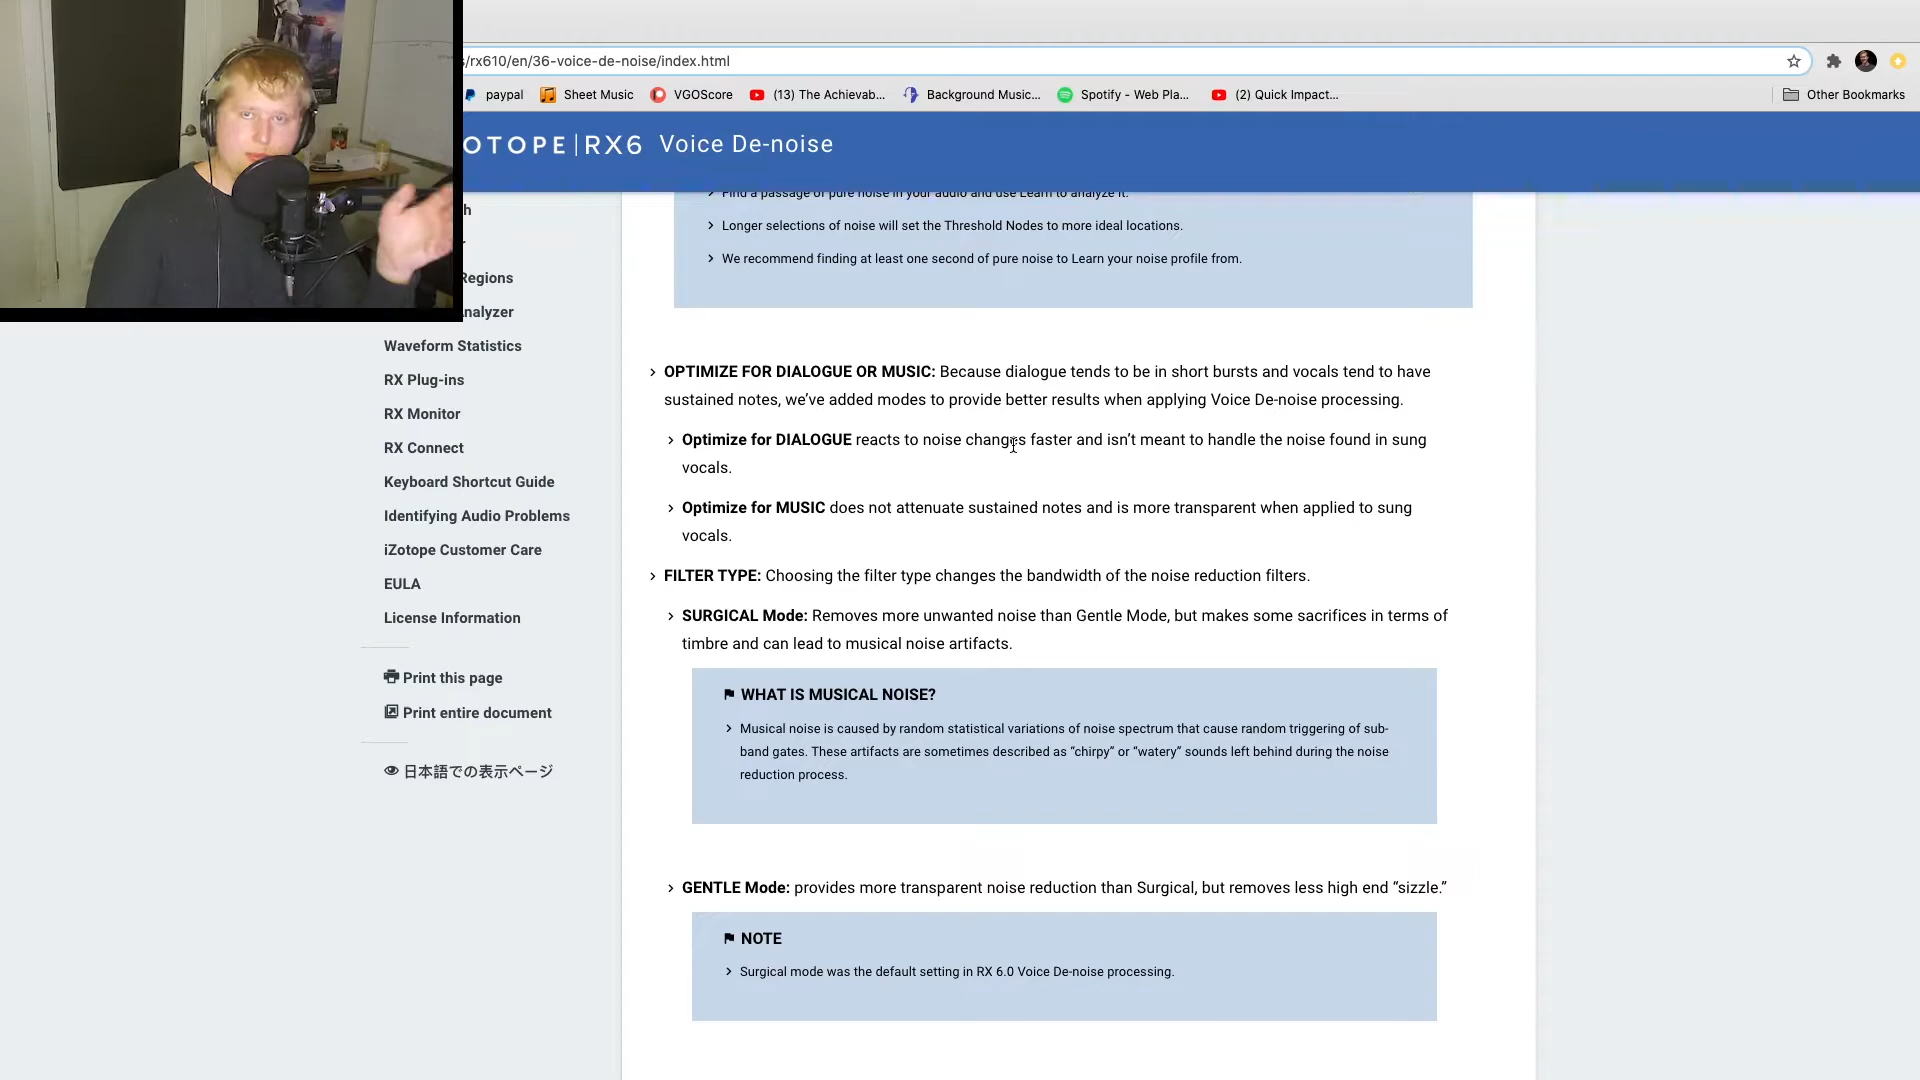 /rx610/en/36-voice-de-noise/index.html
paypal
Sheet Music
VGOScore
(13) The Achievab...
Background Music...
Spotify - Web Pla...
(2) Quick Impact...
Other Bookmarks
OTOPE | RX6 Voice De-noise
Find a passage of pure noise in your audio and use Learn to analyze it.
Longer selections of noise will set the Threshold Nodes to more ideal locations.
We recommend finding at least one second of pure noise to Learn your noise profile from.
Regions
Waveform Statistics
RX Plug-ins
RX Monitor
RX Connect
Keyboard Shortcut Guide
Identifying Audio Problems
iZotope Customer Care
EULA
License Information
Print this page
Print entire document
日本語での表示ページ
OPTIMIZE FOR DIALOGUE OR MUSIC: Because dialogue tends to be in short bursts and vocals tend to have
sustained notes, we’ve added modes to provide better results when applying Voice De-noise processing.
Optimize for DIALOGUE reacts to noise changes faster and isn’t meant to handle the noise found in sung
vocals.
Optimize for MUSIC does not attenuate sustained notes and is more transparent when applied to sung
vocals.
FILTER TYPE: Choosing the filter type changes the bandwidth of the noise reduction filters.
SURGICAL Mode: Removes more unwanted noise than Gentle Mode, but makes some sacrifices in terms of
timbre and can lead to musical noise artifacts.
WHAT IS MUSICAL NOISE?
Musical noise is caused by random statistical variations of noise spectrum that cause random triggering of sub-
band gates. These artifacts are sometimes described as “chirpy” or “watery” sounds left behind during the noise
reduction process.
GENTLE Mode: provides more transparent noise reduction than Surgical, but removes less high end “sizzle.”
NOTE
Surgical mode was the default setting in RX 6.0 Voice De-noise processing.